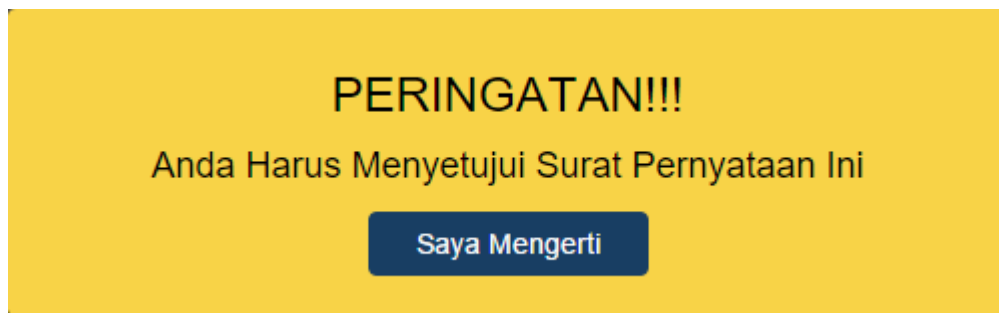 PERINGATAN!!!
Anda Harus Menyetujui Surat Pernyataan Ini
Saya Mengerti